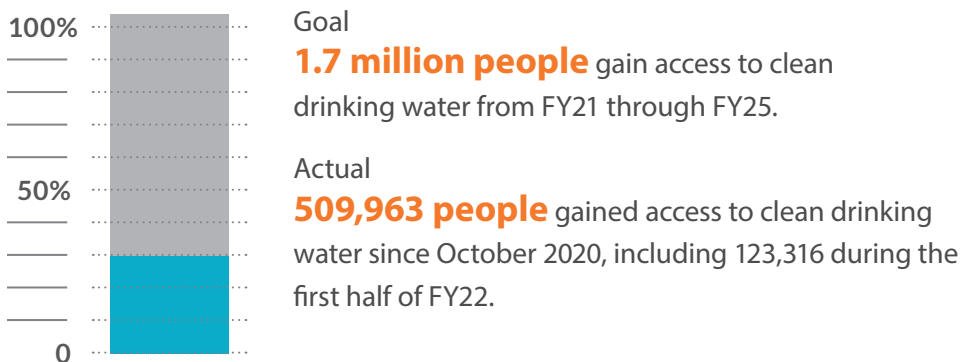 100%
50%
0
Goal
1.7 million people gain access to clean
drinking water from FY21 through FY25.
Actual
509,963 people gained access to clean drinking
water since October 2020, including 123,316 during the
first half of FY22.